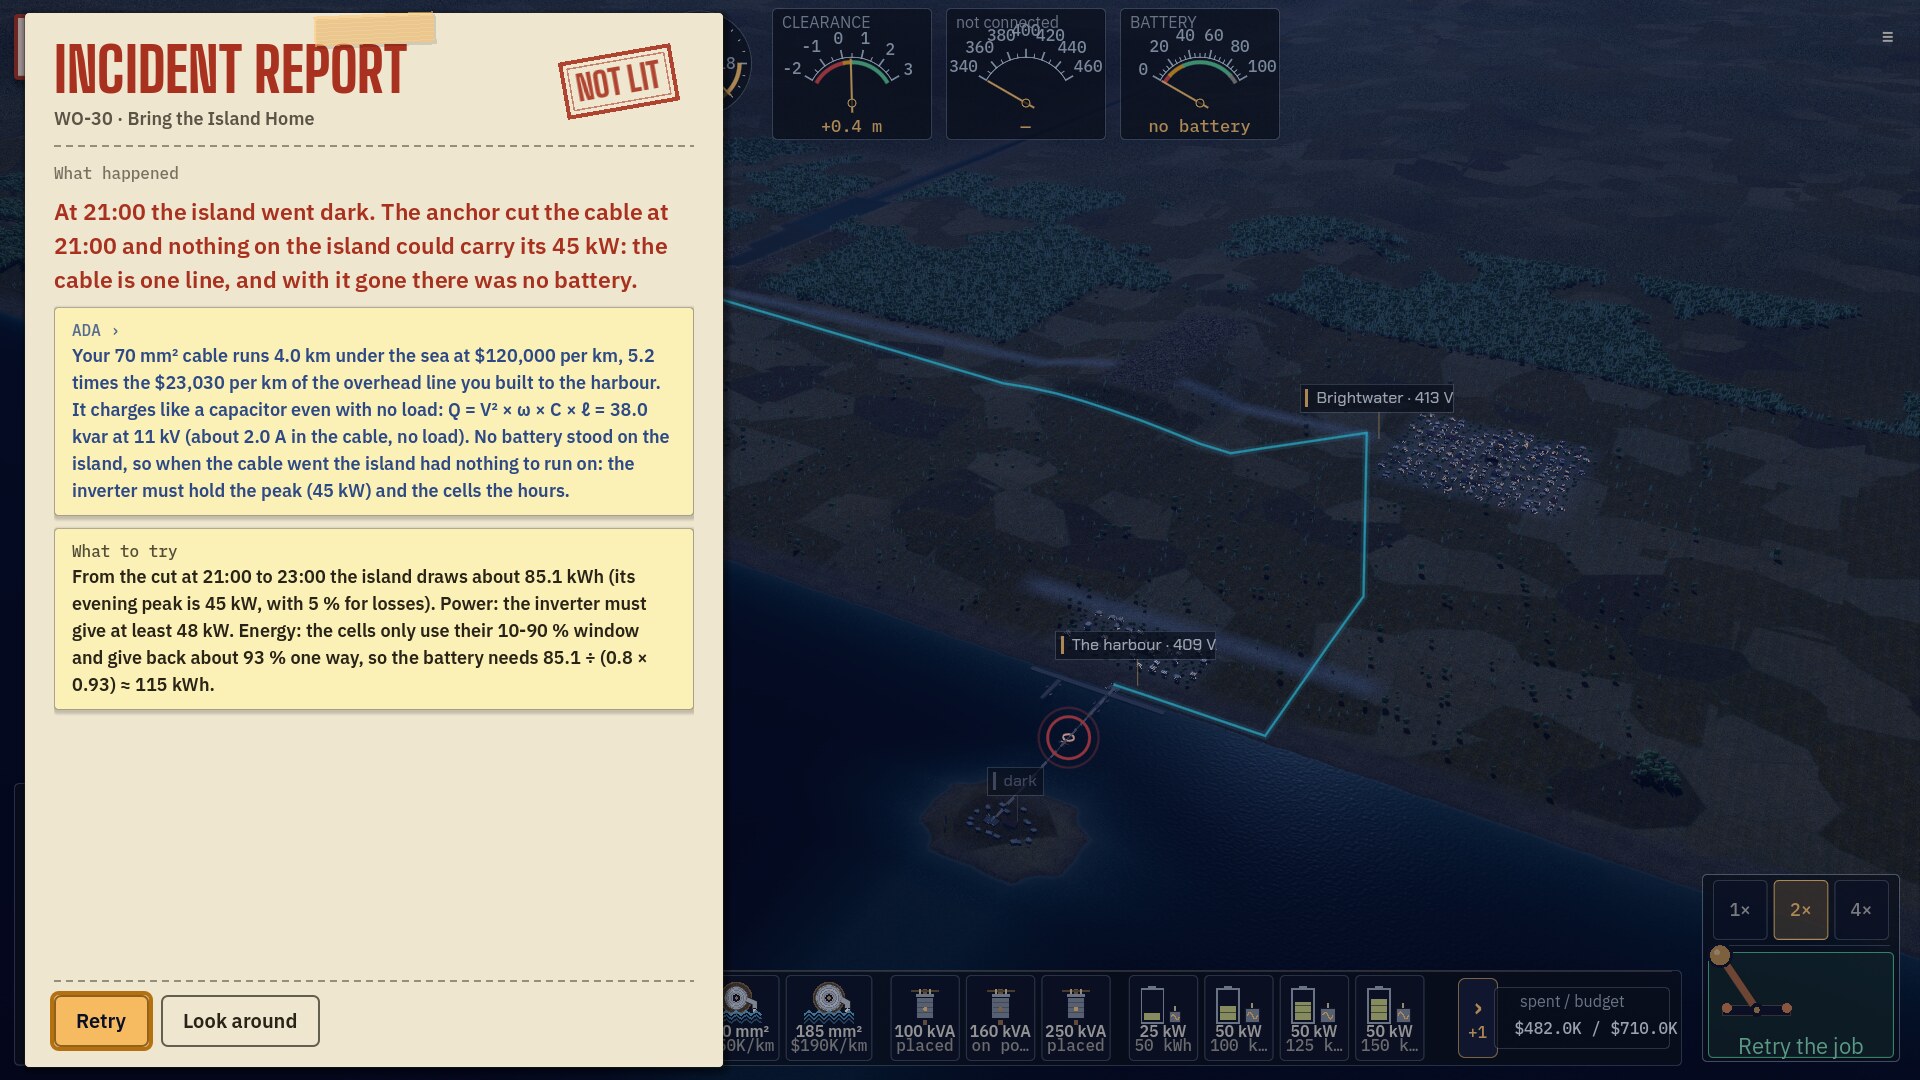 INCIDENT REPORT
NOT LIT
WO-30 · Bring the Island Home
What happened
At 21:00 the island went dark. The anchor cut the cable at
21:00 and nothing on the island could carry its 45 kW: the
cable is one line, and with it gone there was no battery.
ADA ›
Your 70 mm² cable runs 4.0 km under the sea at $120,000 per km, 5.2
times the $23,030 per km of the overhead line you built to the harbour.
It charges like a capacitor even with no load: Q = V² × ω × C × ℓ = 38.0
kvar at 11 kV (about 2.0 A in the cable, no load). No battery stood on the
island, so when the cable went the island had nothing to run on: the
inverter must hold the peak (45 kW) and the cells the hours.
What to try
From the cut at 21:00 to 23:00 the island draws about 85.1 kWh (its
evening peak is 45 kW, with 5 % for losses). Power: the inverter must
give at least 48 kW. Energy: the cells only use their 10-90 % window
and give back about 93 % one way, so the battery needs 85.1 ÷ (0.8 ×
0.93) ≈ 115 kWh.
Retry
Look around
CLEARANCE
-2 -1 0 1 2 3
+0.4 m
not connected
340 360 380 400 420 440 460
—
BATTERY
0 20 40 60 80 100
no battery
≡
Brightwater · 413 V
The harbour · 409 V
dark
0 mm²
50K/km
185 mm²
$190K/km
100 kVA
placed
160 kVA
on po…
250 kVA
placed
25 kW
50 kWh
50 kW
100 k…
50 kW
125 k…
50 kW
150 k…
›
+1
spent / budget
$482.0K / $710.0K
1×
2×
4×
Retry the job